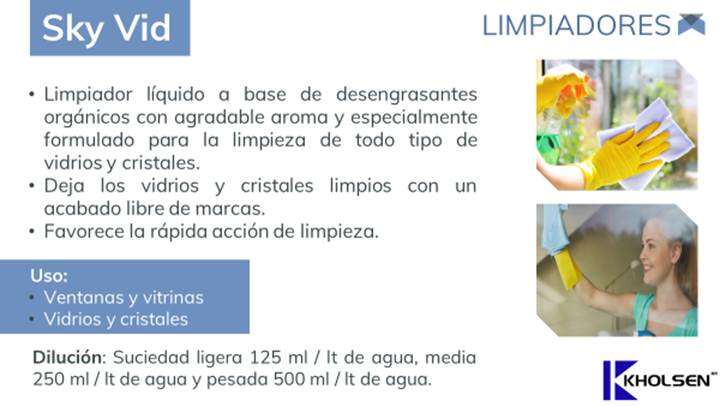 Sky Vid
LIMPIADORES
• Limpiador líquido a base de desengrasantes
orgánicos con agradable aroma y especialmente
formulado para la limpieza de todo tipo de
vidrios y cristales.
• Deja los vidrios y cristales limpios con un
acabado libre de marcas.
• Favorece la rápida acción de limpieza.
Uso:
• Ventanas y vitrinas
• Vidrios y cristales
Dilución: Suciedad ligera 125 ml / lt de agua, media
250 ml / lt de agua y pesada 500 ml / lt de agua.
KHOLSEN